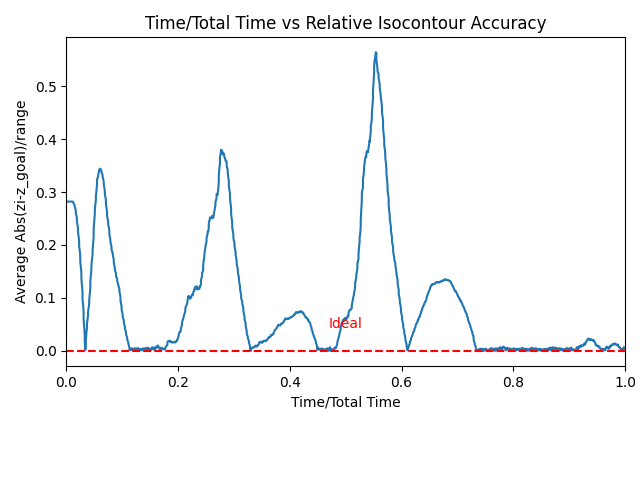 Time/Total Time vs Relative Isocontour Accuracy
Average Abs(zi-z_goal)/range
0.5
0.4
0.3
0.2
0.1
0.0
Ideal
0.0 0.2 0.4 0.6 0.8 1.0
Time/Total Time